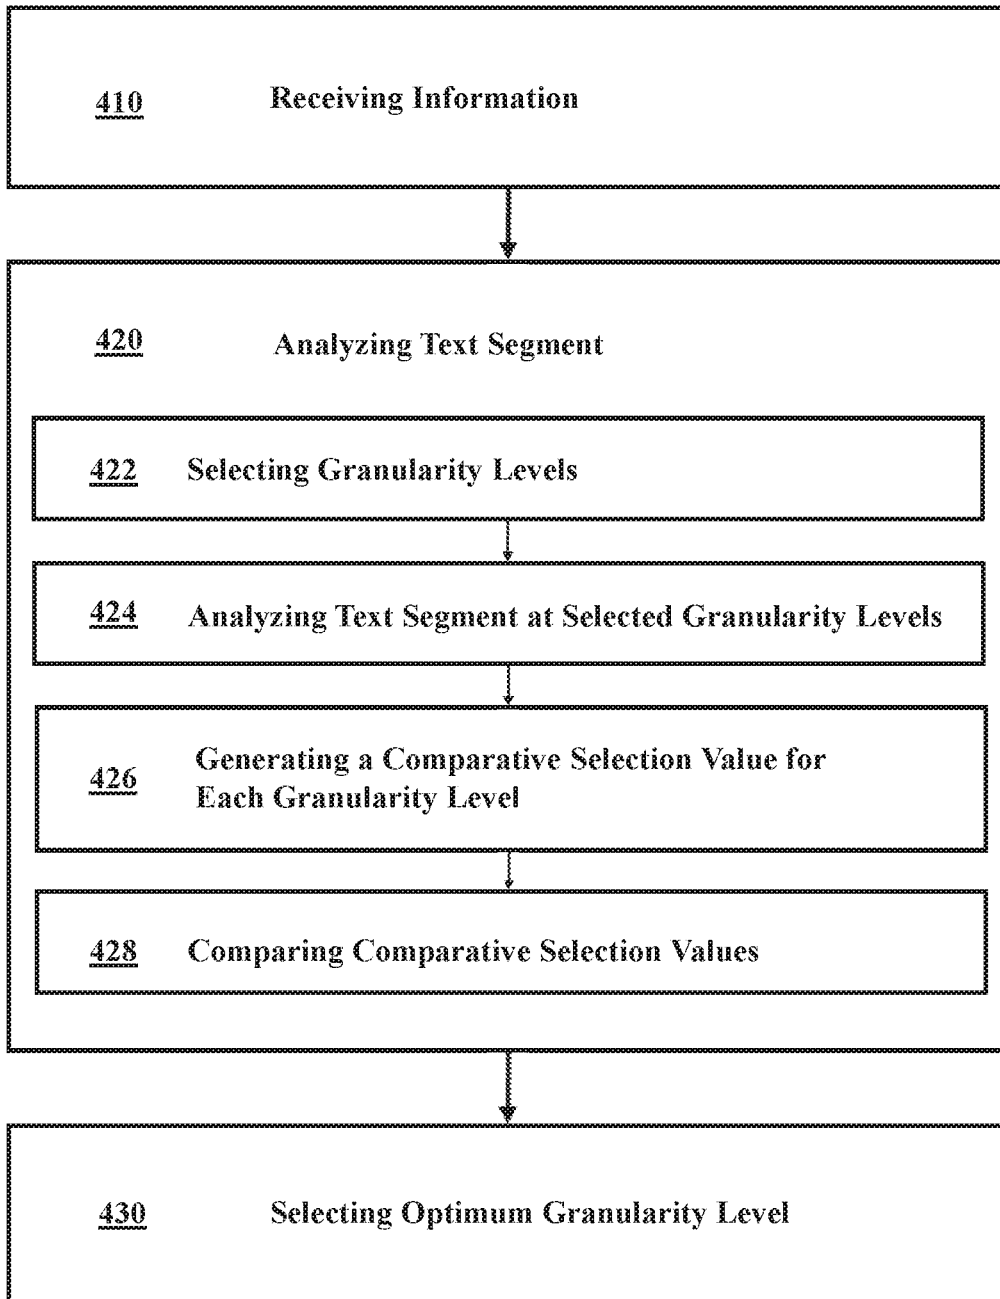 410 Receiving Information
420 Analyzing Text Segment
422 Selecting Granularity Levels
424 Analyzing Text Segment at Selected Granularity Levels
426 Generating a Comparative Selection Value for
Each Granularity Level
428 Comparing Comparative Selection Values
430 Selecting Optimum Granularity Level